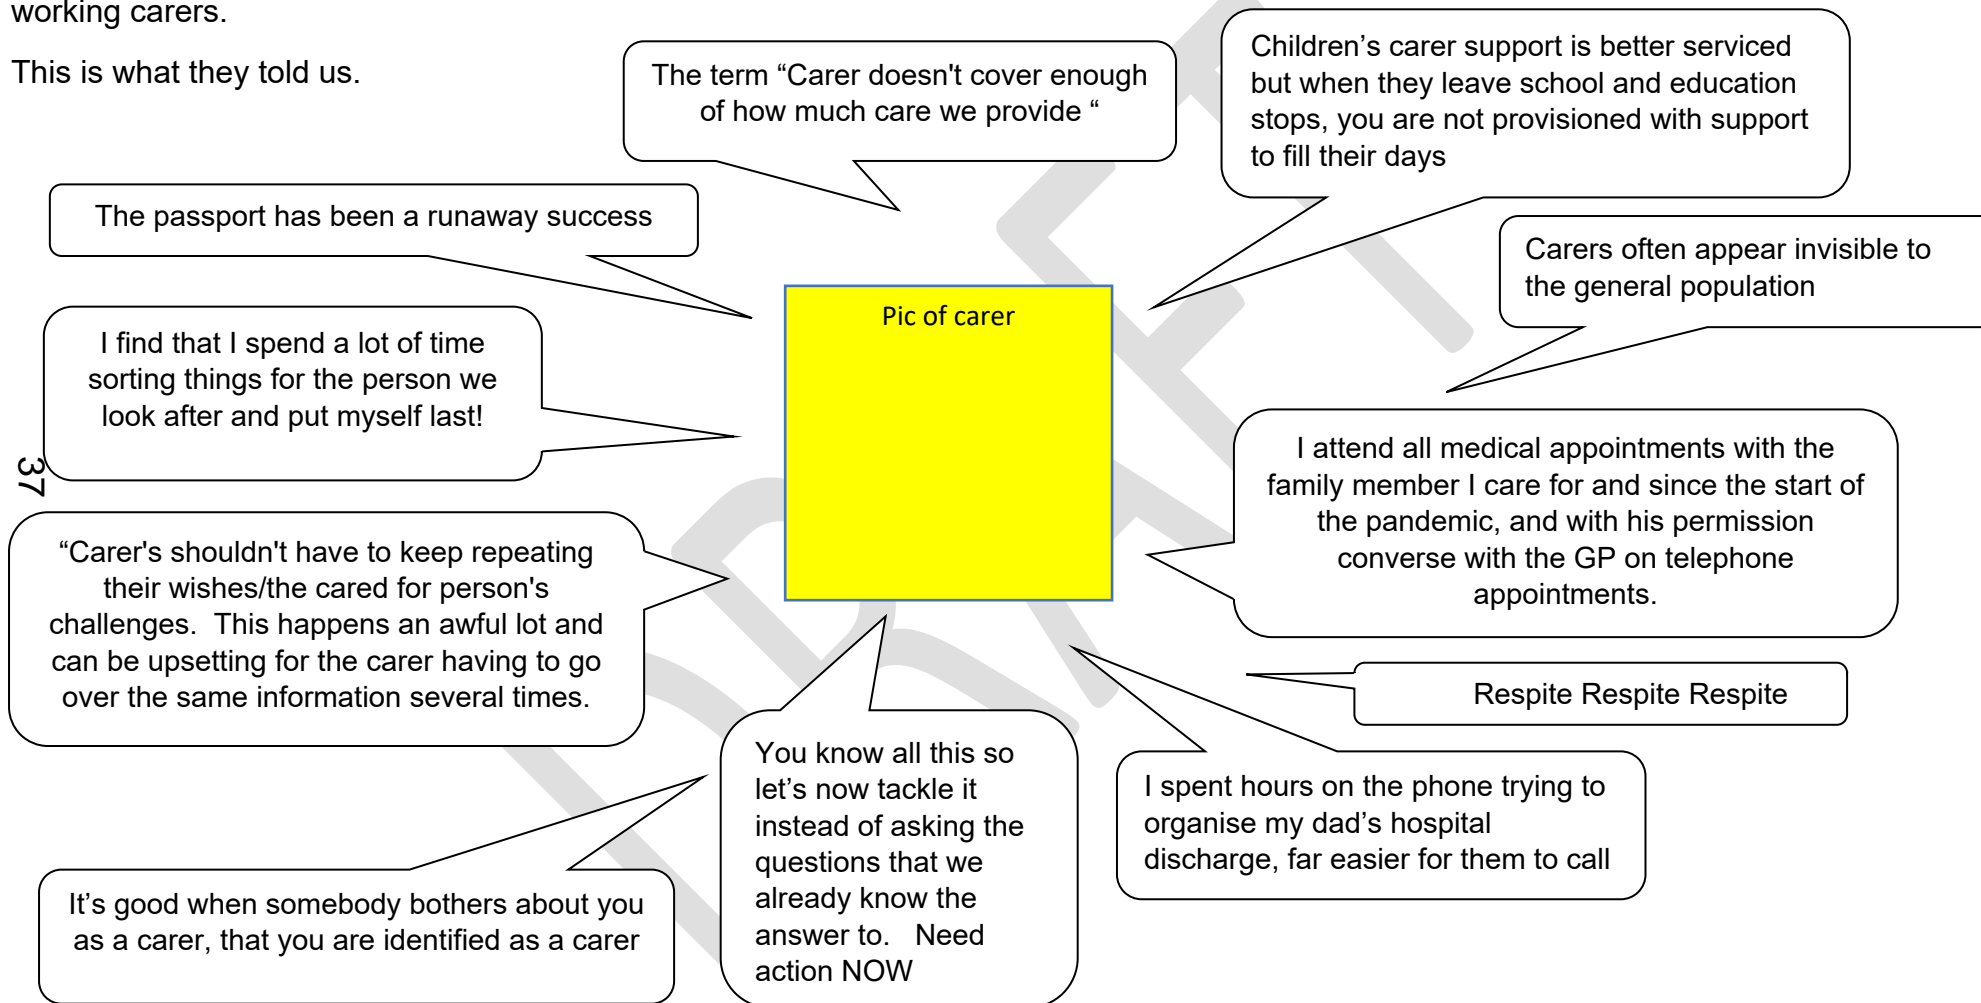 working carers.
This is what they told us.
The term “Carer doesn't cover enough
of how much care we provide “
Children’s carer support is better serviced
but when they leave school and education
stops, you are not provisioned with support
to fill their days
The passport has been a runaway success
Carers often appear invisible to
the general population
Pic of carer
I find that I spend a lot of time
sorting things for the person we
look after and put myself last!
37
I attend all medical appointments with the
family member I care for and since the start of
the pandemic, and with his permission
converse with the GP on telephone
appointments.
“Carer's shouldn't have to keep repeating
their wishes/the cared for person's
challenges.  This happens an awful lot and
can be upsetting for the carer having to go
over the same information several times.
Respite Respite Respite
You know all this so
let’s now tackle it
instead of asking the
questions that we
already know the
answer to.   Need
action NOW
I spent hours on the phone trying to
organise my dad’s hospital
discharge, far easier for them to call
It’s good when somebody bothers about you
as a carer, that you are identified as a carer
DRAFT